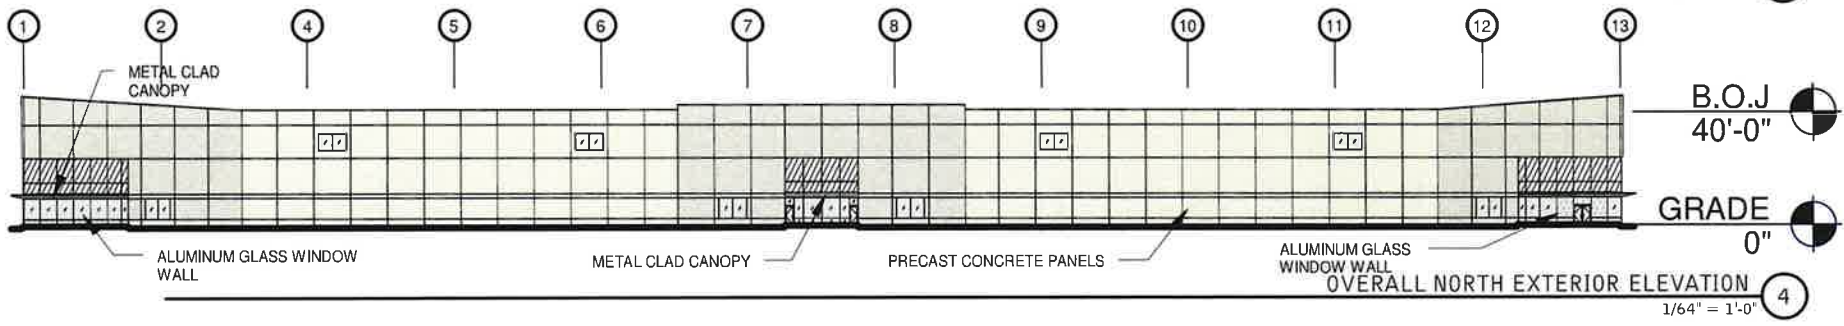 1 2 4 5 6 7 8 9 10 11 12 13
METAL CLAD
CANOPY
B.O.J
40'-0"
GRADE
0"
ALUMINUM GLASS WINDOW
WALL
METAL CLAD CANOPY
PRECAST CONCRETE PANELS
ALUMINUM GLASS
WINDOW WALL
OVERALL NORTH EXTERIOR ELEVATION
1/64" = 1'-0"
4